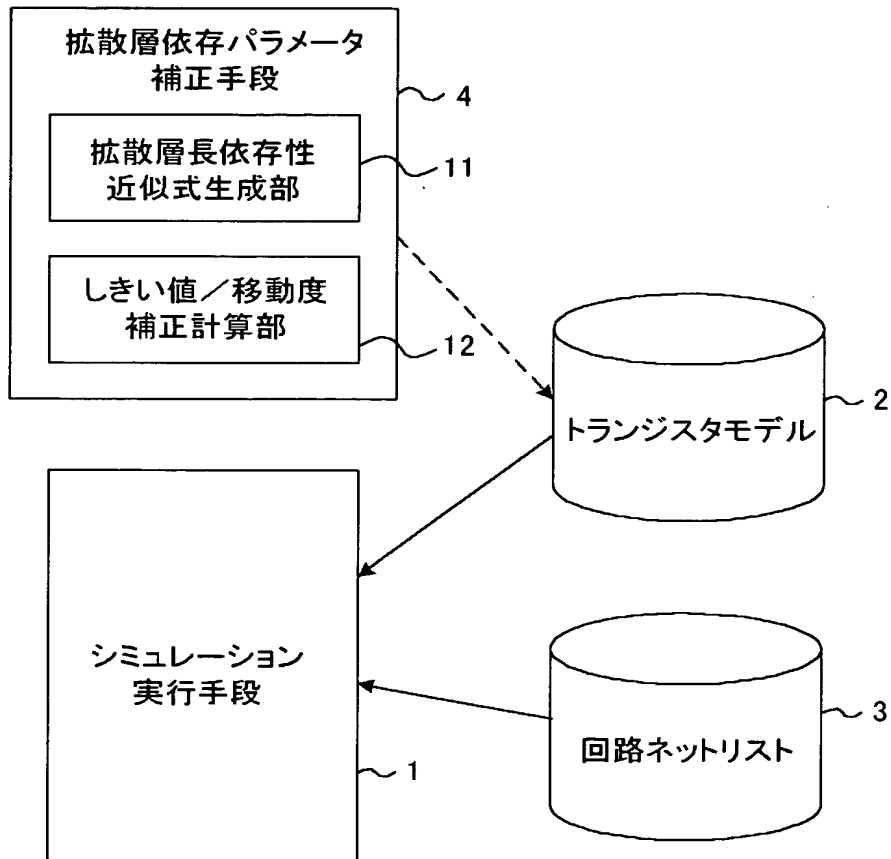 拡散層依存パラメータ
補正手段
4
拡散層長依存性
近似式生成部
11
しきい値／移動度
補正計算部
12
トランジスタモデル
2
シミュレーション
実行手段
1
回路ネットリスト
3